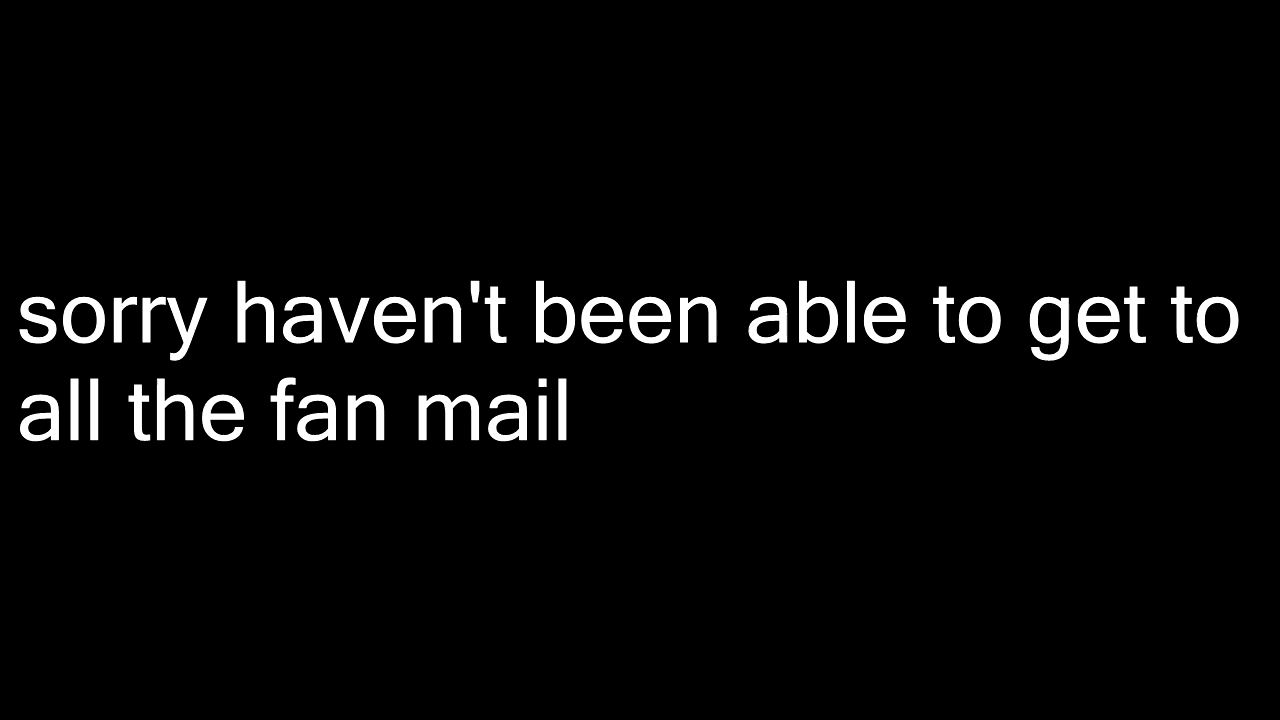 sorry haven't been able to get to
all the fan mail